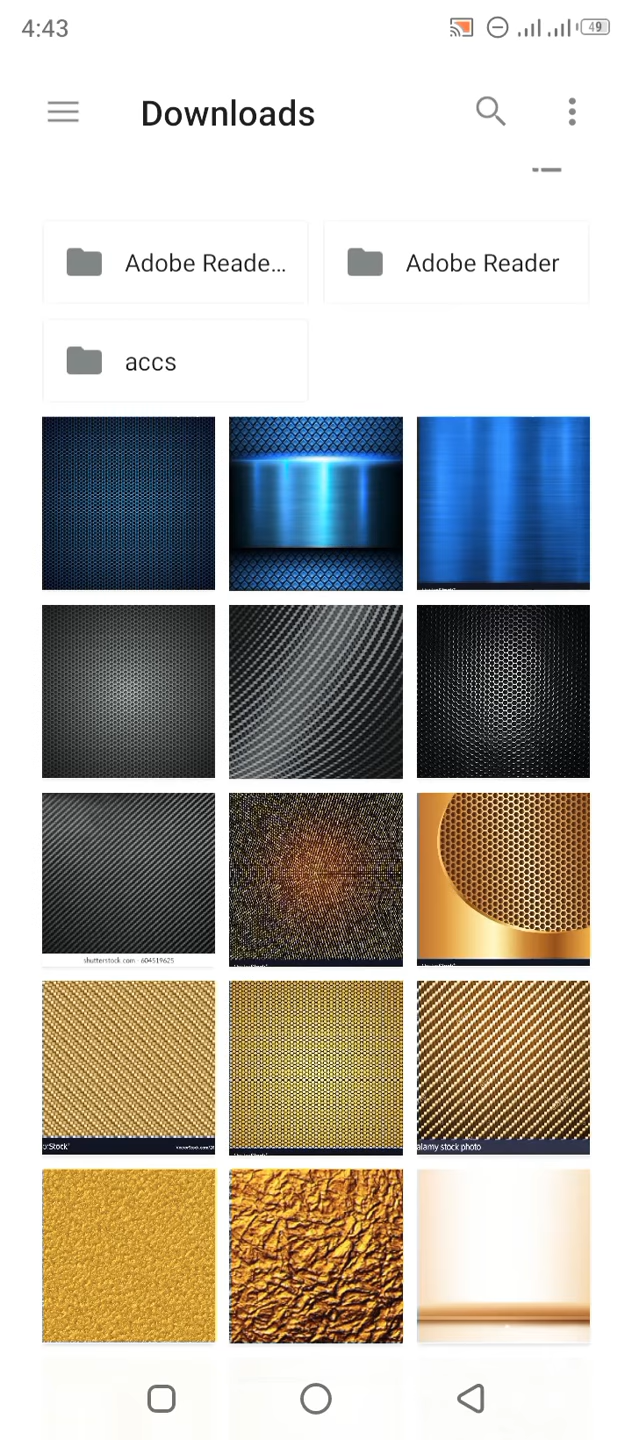 4:43
49
Downloads
Adobe Reade...
Adobe Reader
accs
shutterstock.com · 604519625
alamy stock photo